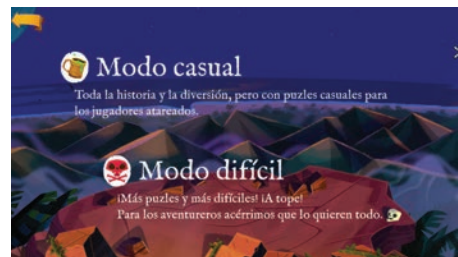 Modo casual
Toda la historia y la diversión, pero con puzles casuales para
los jugadores atareados.
Modo difícil
¡Más puzles y más difíciles! ¡A tope!
Para los aventureros acérrimos que lo quieren todo.